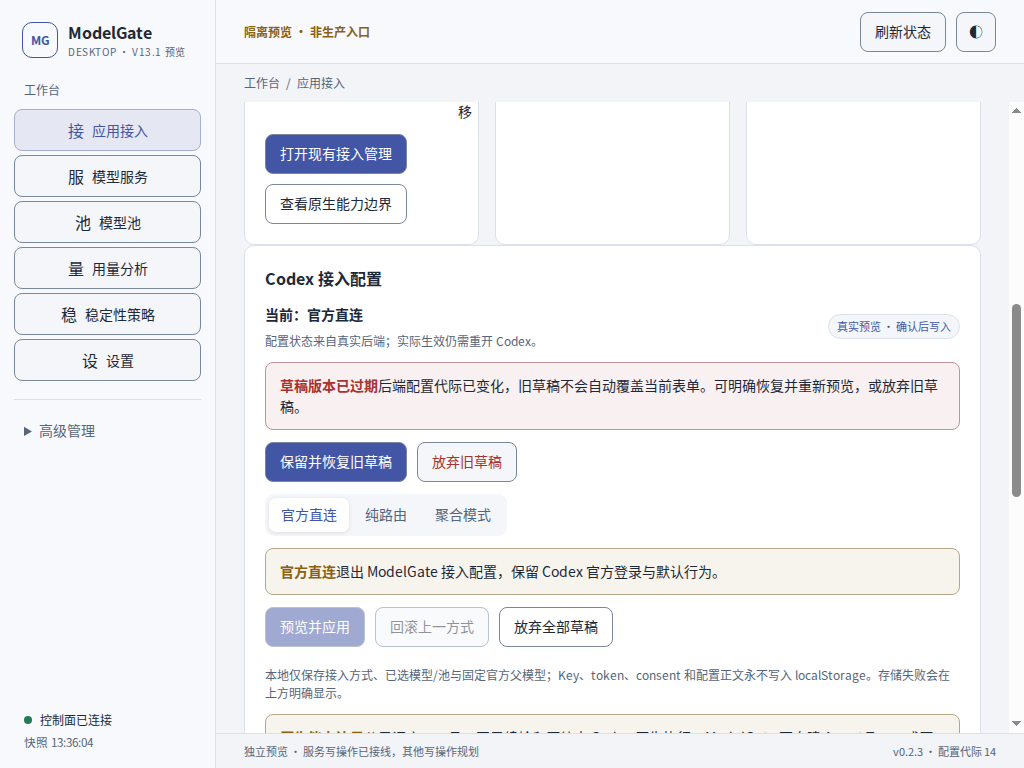 MG
ModelGate
DESKTOP · V13.1 预览
工作台
接 应用接入
服 模型服务
池 模型池
量 用量分析
稳 稳定性策略
设 设置
高级管理
控制面已连接
快照 13:36:04
隔离预览 · 非生产入口
刷新状态
工作台 / 应用接入
移
打开现有接入管理
查看原生能力边界
Codex 接入配置
当前：官方直连
配置状态来自真实后端；实际生效仍需重开 Codex。
真实预览 · 确认后写入
草稿版本已过期后端配置代际已变化，旧草稿不会自动覆盖当前表单。可明确恢复并重新预览，或放弃旧草
稿。
保留并恢复旧草稿
放弃旧草稿
官方直连
纯路由
聚合模式
官方直连退出 ModelGate 接入配置，保留 Codex 官方登录与默认行为。
预览并应用
回滚上一方式
放弃全部草稿
本地仅保存接入方式、已选模型/池与固定官方父模型；Key、token、consent 和配置正文永不写入 localStorage。存储失败会在
上方明确显示。
独立预览 · 服务写操作已接线，其他写操作规划
v0.2.3 · 配置代际 14